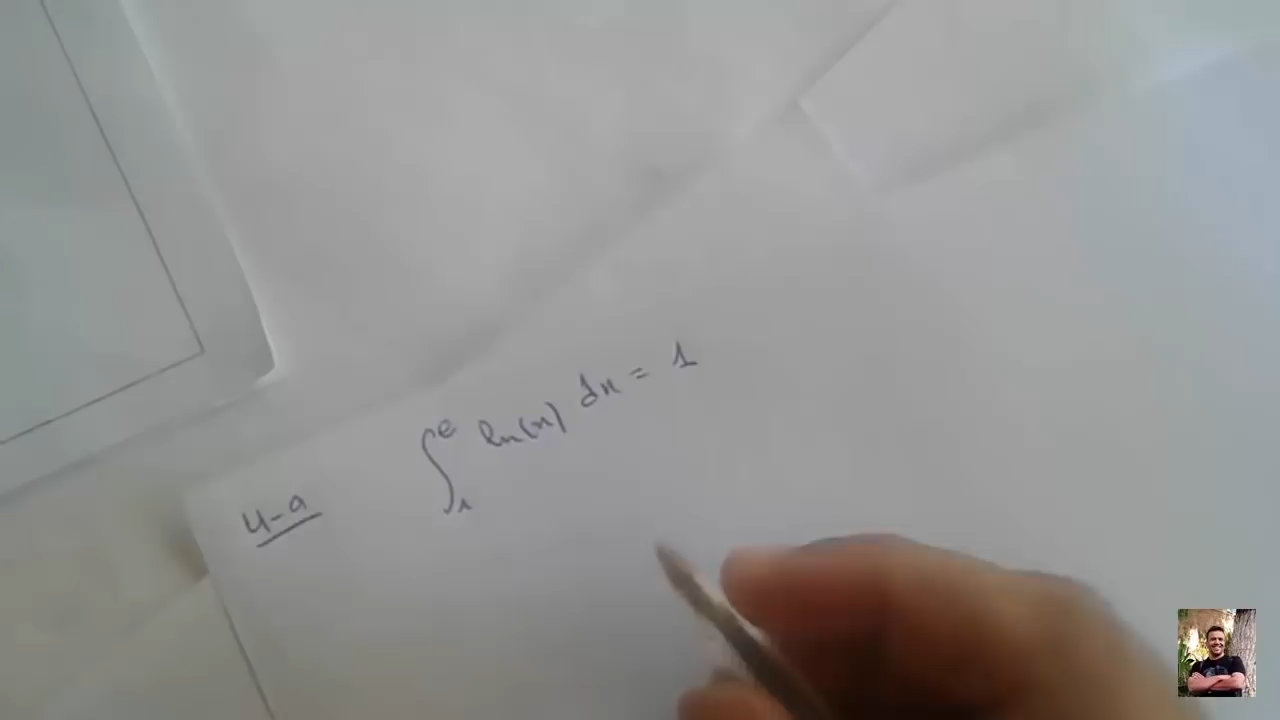 4-a ∫₁ᵉ ln(x) dx = 1